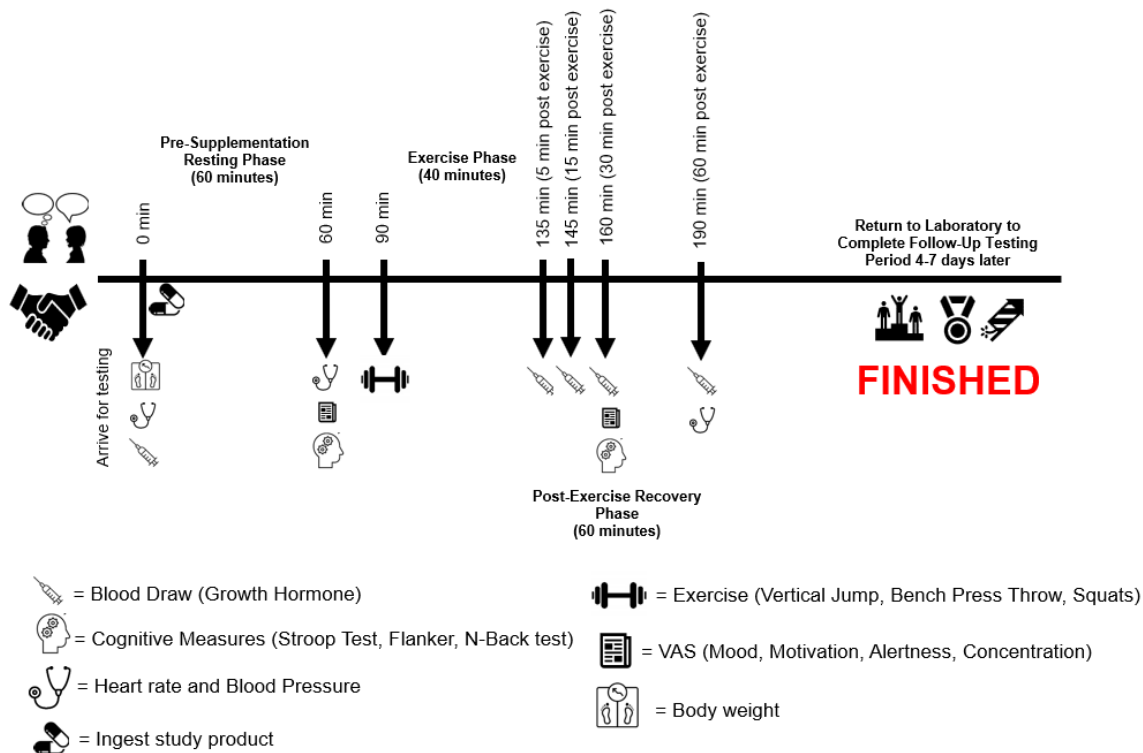 Pre-Supplementation
Resting Phase
(60 minutes)
Exercise Phase
(40 minutes)
0 min
60 min
90 min
135 min (5 min post exercise)
145 min (15 min post exercise)
160 min (30 min post exercise)
190 min (60 min post exercise)
Return to Laboratory to
Complete Follow-Up Testing
Period 4-7 days later
Arrive for testing
FINISHED
Post-Exercise Recovery
Phase
(60 minutes)
= Blood Draw (Growth Hormone)
= Cognitive Measures (Stroop Test, Flanker, N-Back test)
= Heart rate and Blood Pressure
= Ingest study product
= Exercise (Vertical Jump, Bench Press Throw, Squats)
= VAS (Mood, Motivation, Alertness, Concentration)
= Body weight